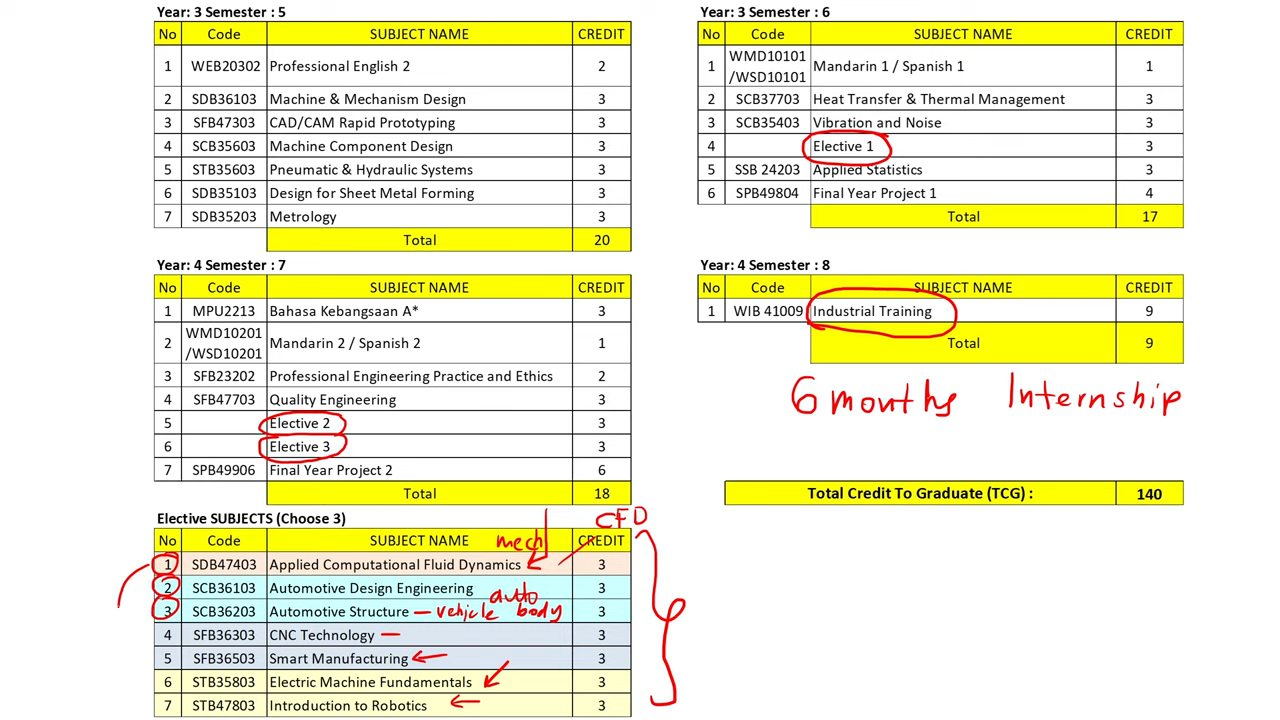 Year: 3 Semester : 5
No Code SUBJECT NAME CREDIT
1 WEB20302 Professional English 2 2
2 SDB36103 Machine & Mechanism Design 3
3 SFB47303 CAD/CAM Rapid Prototyping 3
4 SCB35603 Machine Component Design 3
5 STB35603 Pneumatic & Hydraulic Systems 3
6 SDB35103 Design for Sheet Metal Forming 3
7 SDB35203 Metrology 3
Total 20
Year: 3 Semester : 6
No Code SUBJECT NAME CREDIT
1 WMD10101 /WSD10101 Mandarin 1 / Spanish 1 1
2 SCB37703 Heat Transfer & Thermal Management 3
3 SCB35403 Vibration and Noise 3
4 Elective 1 3
5 SSB 24203 Applied Statistics 3
6 SPB49804 Final Year Project 1 4
Total 17
Year: 4 Semester : 7
No Code SUBJECT NAME CREDIT
1 MPU2213 Bahasa Kebangsaan A* 3
2 WMD10201 /WSD10201 Mandarin 2 / Spanish 2 1
3 SFB23202 Professional Engineering Practice and Ethics 2
4 SFB47703 Quality Engineering 3
5 Elective 2 3
6 Elective 3 3
7 SPB49906 Final Year Project 2 6
Total 18
Year: 4 Semester : 8
No Code SUBJECT NAME CREDIT
1 WIB 41009 Industrial Training 9
Total 9
6 months Internship
Total Credit To Graduate (TCG) : 140
Elective SUBJECTS (Choose 3)
CFD
No Code SUBJECT NAME CREDIT
mech
1 SDB47403 Applied Computational Fluid Dynamics 3
2 SCB36103 Automotive Design Engineering 3
auto
3 SCB36203 Automotive Structure – vehicle body 3
4 SFB36303 CNC Technology 3
5 SFB36503 Smart Manufacturing 3
6 STB35803 Electric Machine Fundamentals 3
7 STB47803 Introduction to Robotics 3